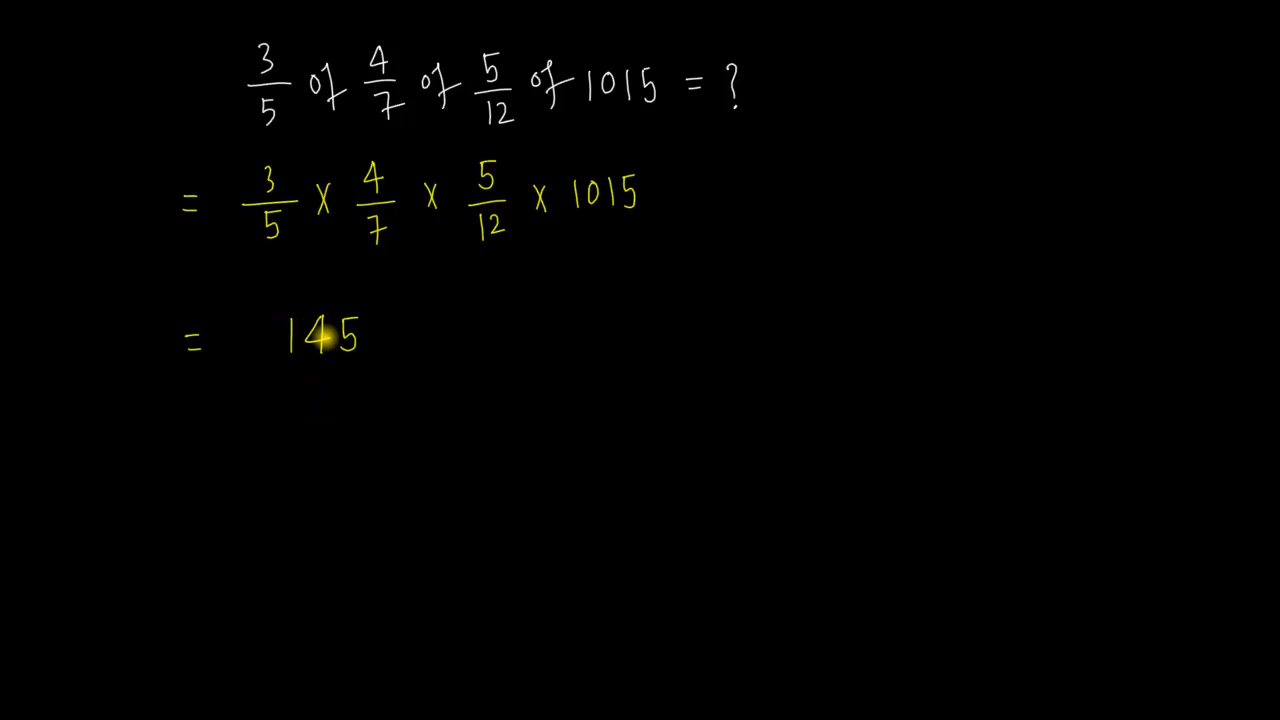 3/5 of 4/7 of 5/12 of 1015 = ?
= 3/5 x 4/7 x 5/12 x 1015
= 145